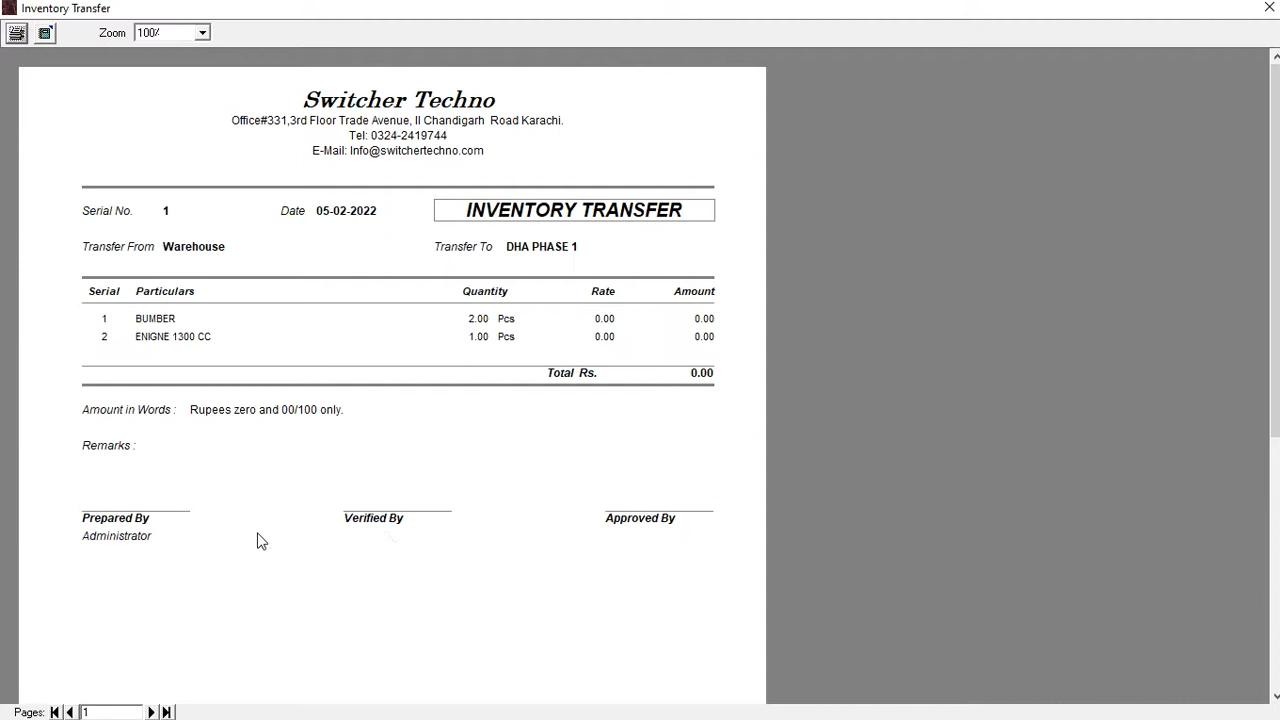 Inventory Transfer
Zoom 100%
Switcher Techno
Office#331,3rd Floor Trade Avenue, II Chandigarh Road Karachi.
Tel: 0324-2419744
E-Mail: Info@switchertechno.com
Serial No. 1 Date 05-02-2022 INVENTORY TRANSFER
Transfer From Warehouse Transfer To DHA PHASE 1
Serial Particulars Quantity Rate Amount
1 BUMBER 2.00 Pcs 0.00 0.00
2 ENIGNE 1300 CC 1.00 Pcs 0.00 0.00
Total Rs. 0.00
Amount in Words : Rupees zero and 00/100 only.
Remarks :
Prepared By Verified By Approved By
Administrator
Pages: 1